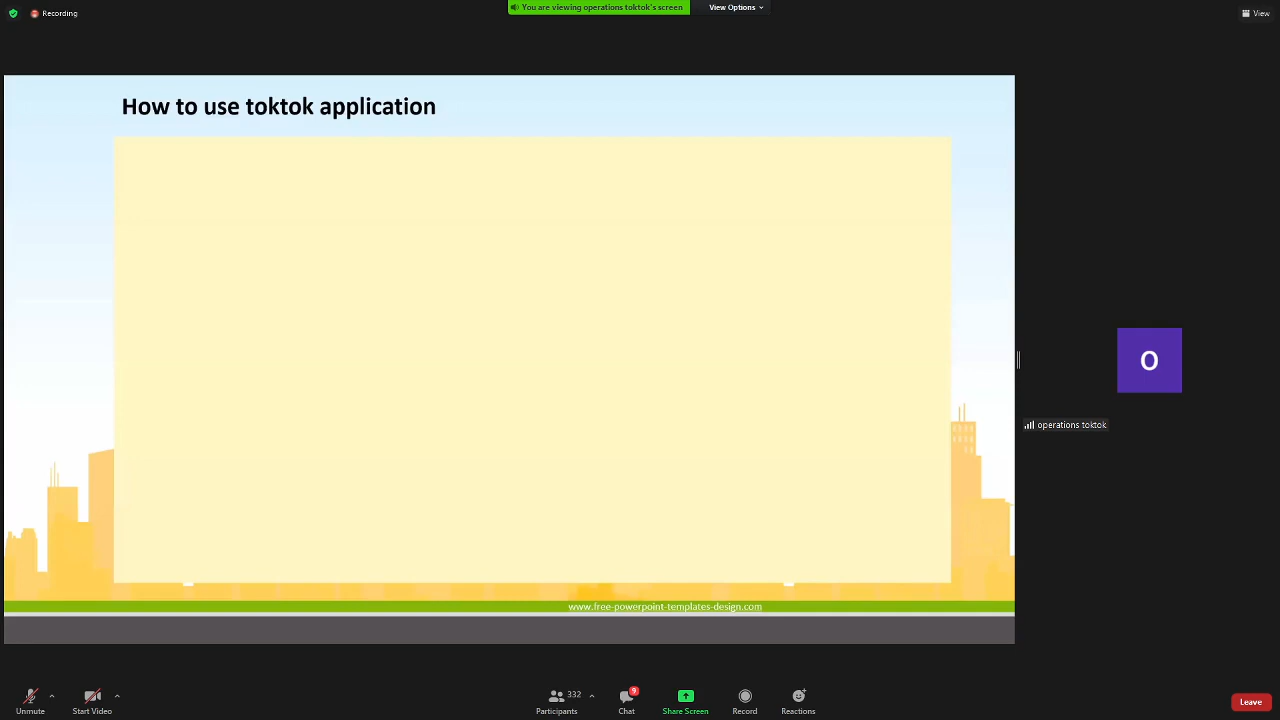 Recording
You are viewing operations toktok's screen
View Options
View
How to use toktok application
O
operations toktok
www.free-powerpoint-templates-design.com
Unmute
Start Video
332
Participants
9
Chat
Share Screen
Record
Reactions
Leave